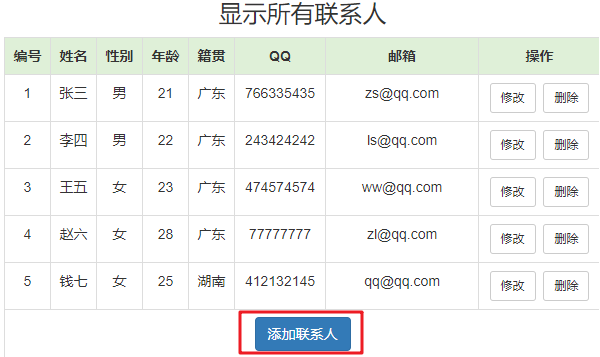 显示所有联系人
编号 姓名 性别 年龄 籍贯 QQ 邮箱 操作
1 张三 男 21 广东 766335435 zs@qq.com 修改 删除
2 李四 男 22 广东 243424242 ls@qq.com 修改 删除
3 王五 女 23 广东 474574574 ww@qq.com 修改 删除
4 赵六 女 28 广东 77777777 zl@qq.com 修改 删除
5 钱七 女 25 湖南 412132145 qq@qq.com 修改 删除
添加联系人